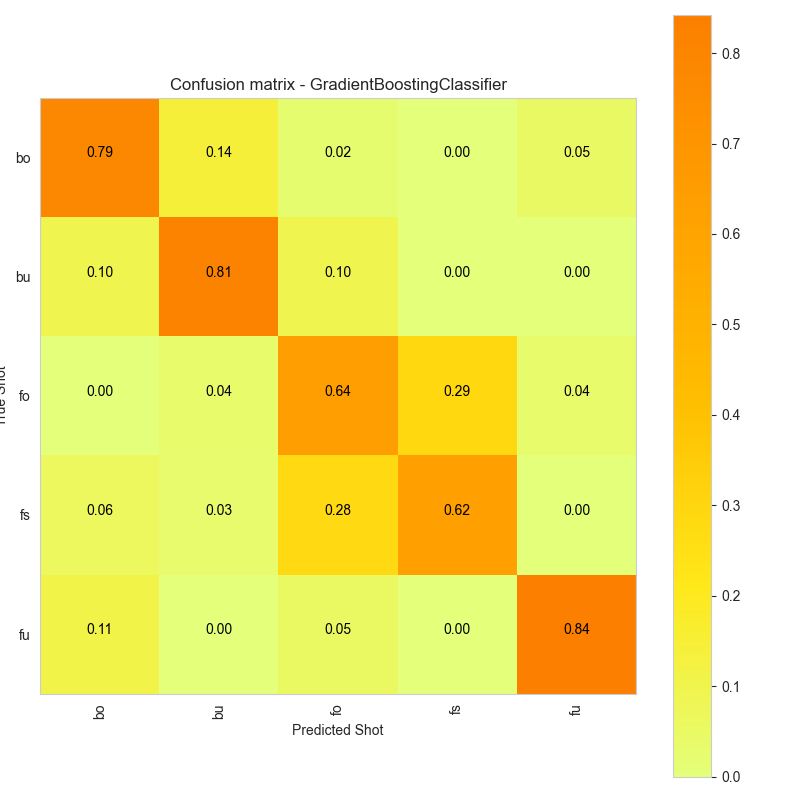 Confusion matrix - GradientBoostingClassifier
bo 0.79 0.14 0.02 0.00 0.05
bu 0.10 0.81 0.10 0.00 0.00
fo 0.00 0.04 0.64 0.29 0.04
fs 0.06 0.03 0.28 0.62 0.00
fu 0.11 0.00 0.05 0.00 0.84
bo bu fo fs fu
Predicted Shot
True Shot
0.8
0.7
0.6
0.5
0.4
0.3
0.2
0.1
0.0